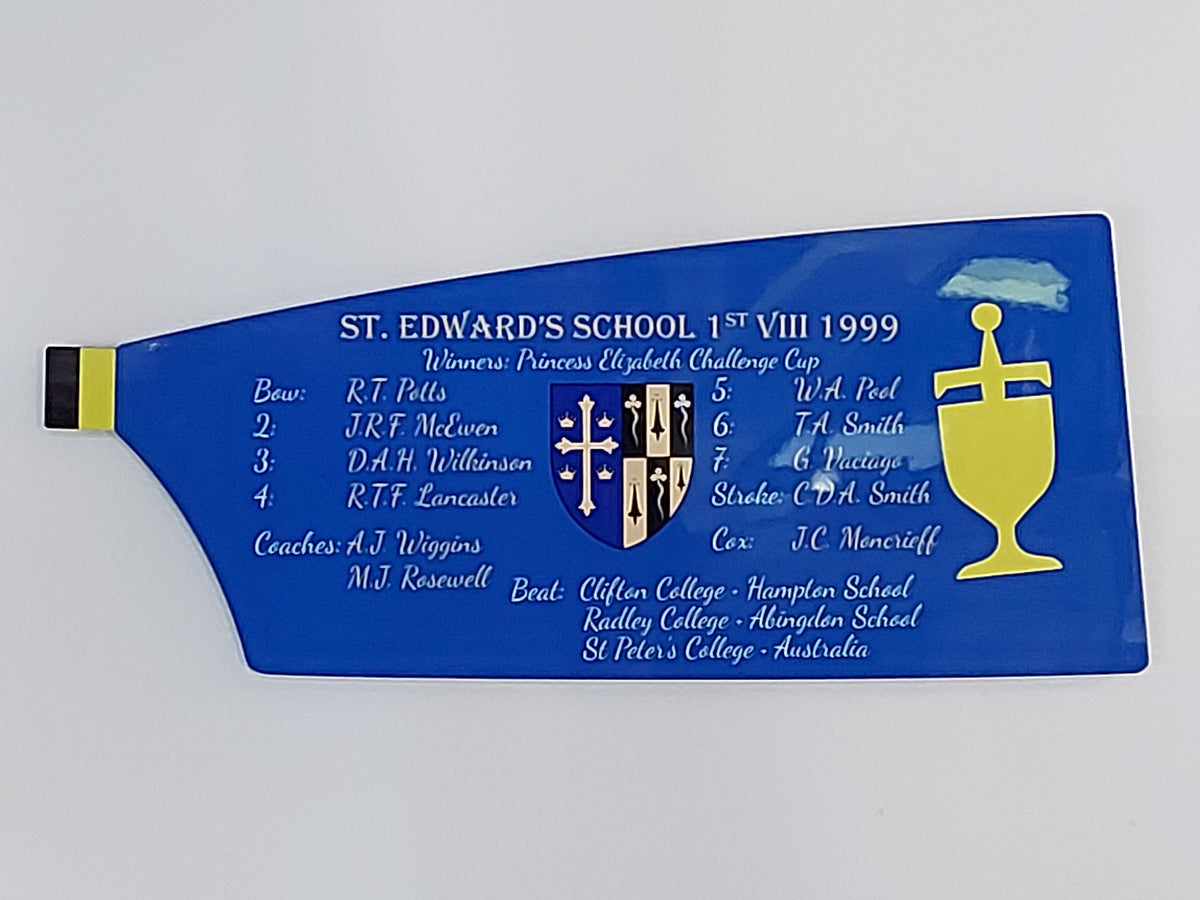 ST. EDWARD'S SCHOOL 1ST VIII 1999
Winners: Princess Elizabeth Challenge Cup
Bow: R.T. Potts
2: J.R.F. McEwen
3: D.A.H. Wilkinson
4: R.T.F. Lancaster
Coaches: A.J. Wiggins
M.J. Rosewell
5: W.A. Pool
6: T.A. Smith
7: G. Vaciago
Stroke: C.D.A. Smith
Cox: J.C. Moncrieff
Beat: Clifton College • Hampton School
Radley College • Abingdon School
St Peter's College • Australia